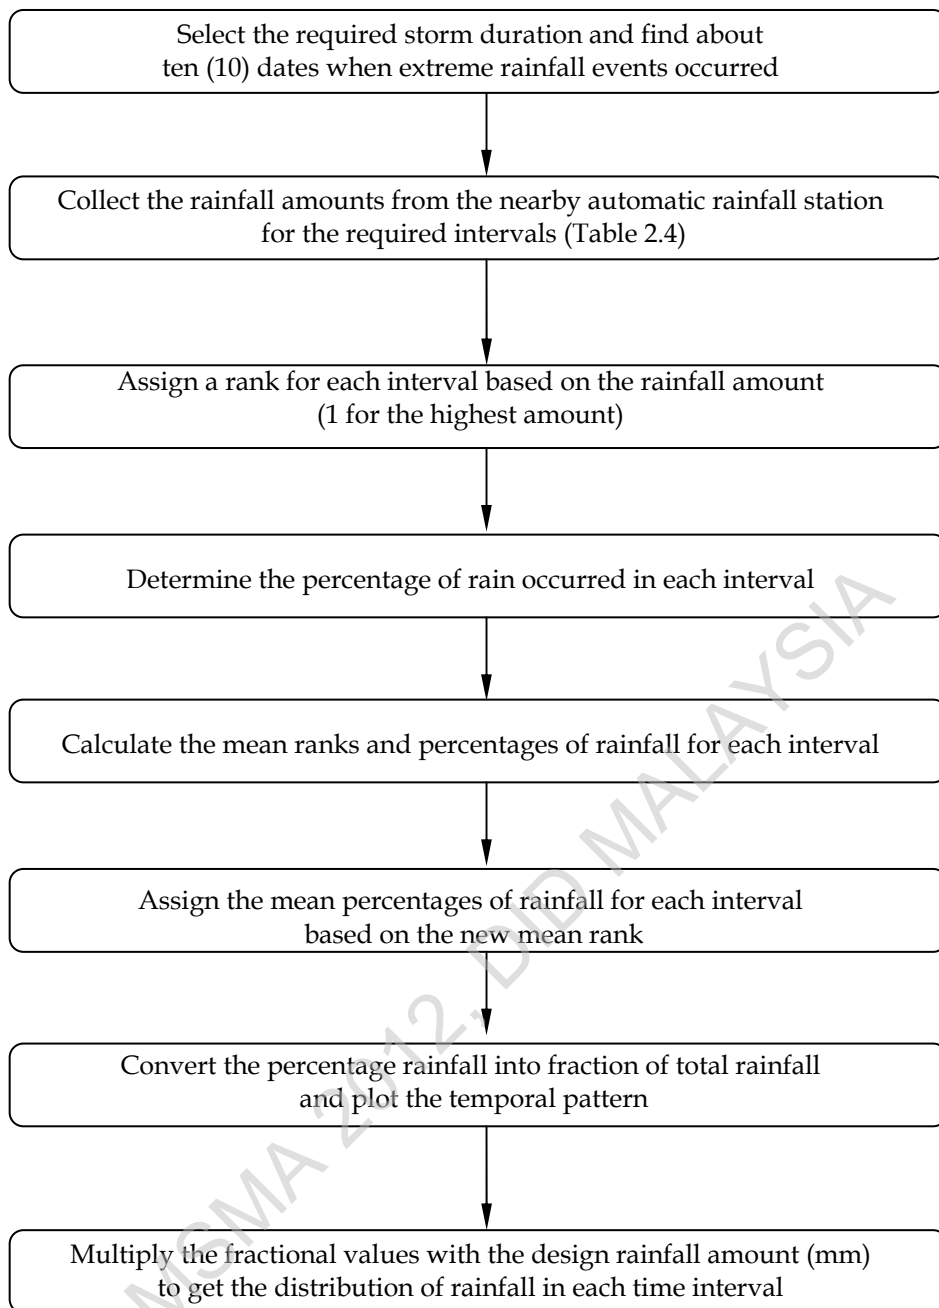 Select the required storm duration and find about
ten (10) dates when extreme rainfall events occurred
Collect the rainfall amounts from the nearby automatic rainfall station
for the required intervals (Table 2.4)
Assign a rank for each interval based on the rainfall amount
(1 for the highest amount)
Determine the percentage of rain occurred in each interval
Calculate the mean ranks and percentages of rainfall for each interval
Assign the mean percentages of rainfall for each interval
based on the new mean rank
Convert the percentage rainfall into fraction of total rainfall
and plot the temporal pattern
Multiply the fractional values with the design rainfall amount (mm)
to get the distribution of rainfall in each time interval
MSMA 2012, DID MALAYSIA